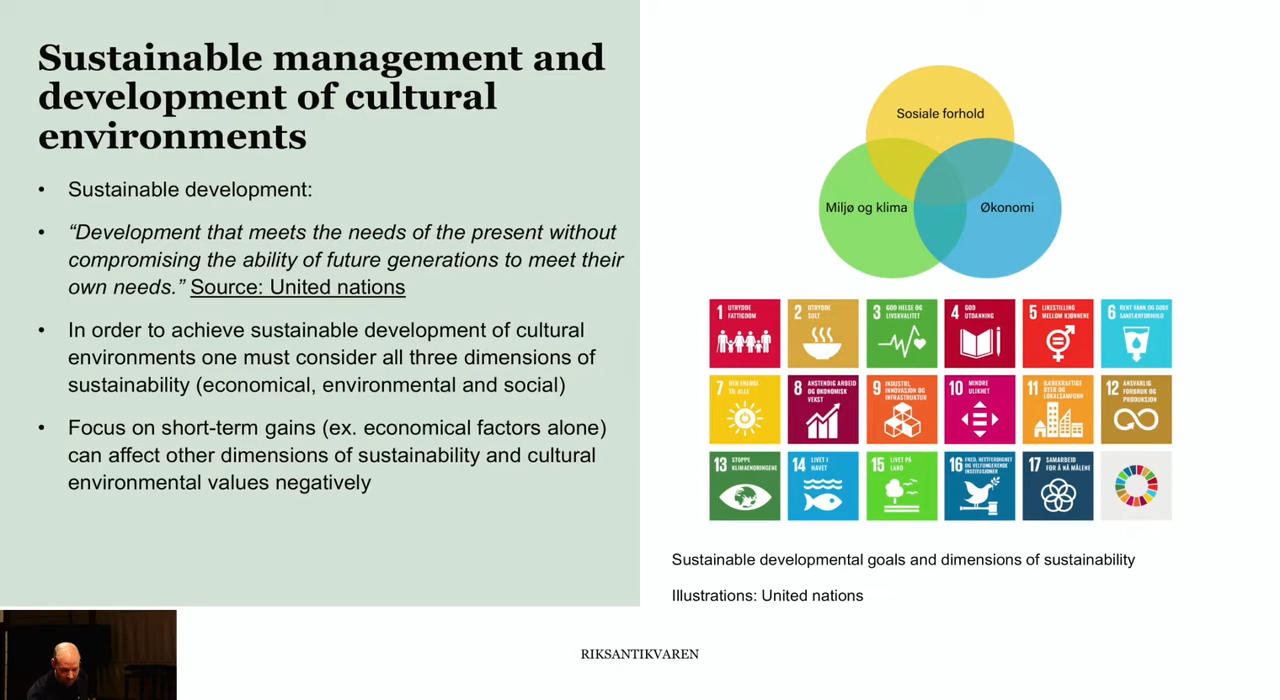 Sustainable management and
development of cultural
environments
• Sustainable development:
• “Development that meets the needs of the present without
compromising the ability of future generations to meet their
own needs.” Source: United nations
• In order to achieve sustainable development of cultural
environments one must consider all three dimensions of
sustainability (economical, environmental and social)
• Focus on short-term gains (ex. economical factors alone)
can affect other dimensions of sustainability and cultural
environmental values negatively
Sosiale forhold
Miljø og klima
Økonomi
1 UTRYDDE
FATTIGDOM
2 UTRYDDE
SULT
3 GOD HELSE OG
LIVSKVALITET
4 GOD
UTDANNING
5 LIKESTILLING
MELLOM KJØNNENE
6 RENT VANN OG GODE
SANITÆRFORHOLD
7 REN ENERGI
TIL ALLE
8 ANSTENDIG ARBEID
OG ØKONOMISK
VEKST
9 INDUSTRI,
INNOVASJON OG
INFRASTRUKTUR
10 MINDRE
ULIKHET
11 BÆREKRAFTIGE
BYER OG
LOKALSAMFUNN
12 ANSVARLIG
FORBRUK OG
PRODUKSJON
13 STOPPE
KLIMAENDRINGENE
14 LIVET I
HAVET
15 LIVET PÅ
LAND
16 FRED, RETTFERDIGHET
OG VELFUNGERENDE
INSTITUSJONER
17 SAMARBEID
FOR Å NÅ MÅLENE
Sustainable developmental goals and dimensions of sustainability
Illustrations: United nations
RIKSANTIKVAREN